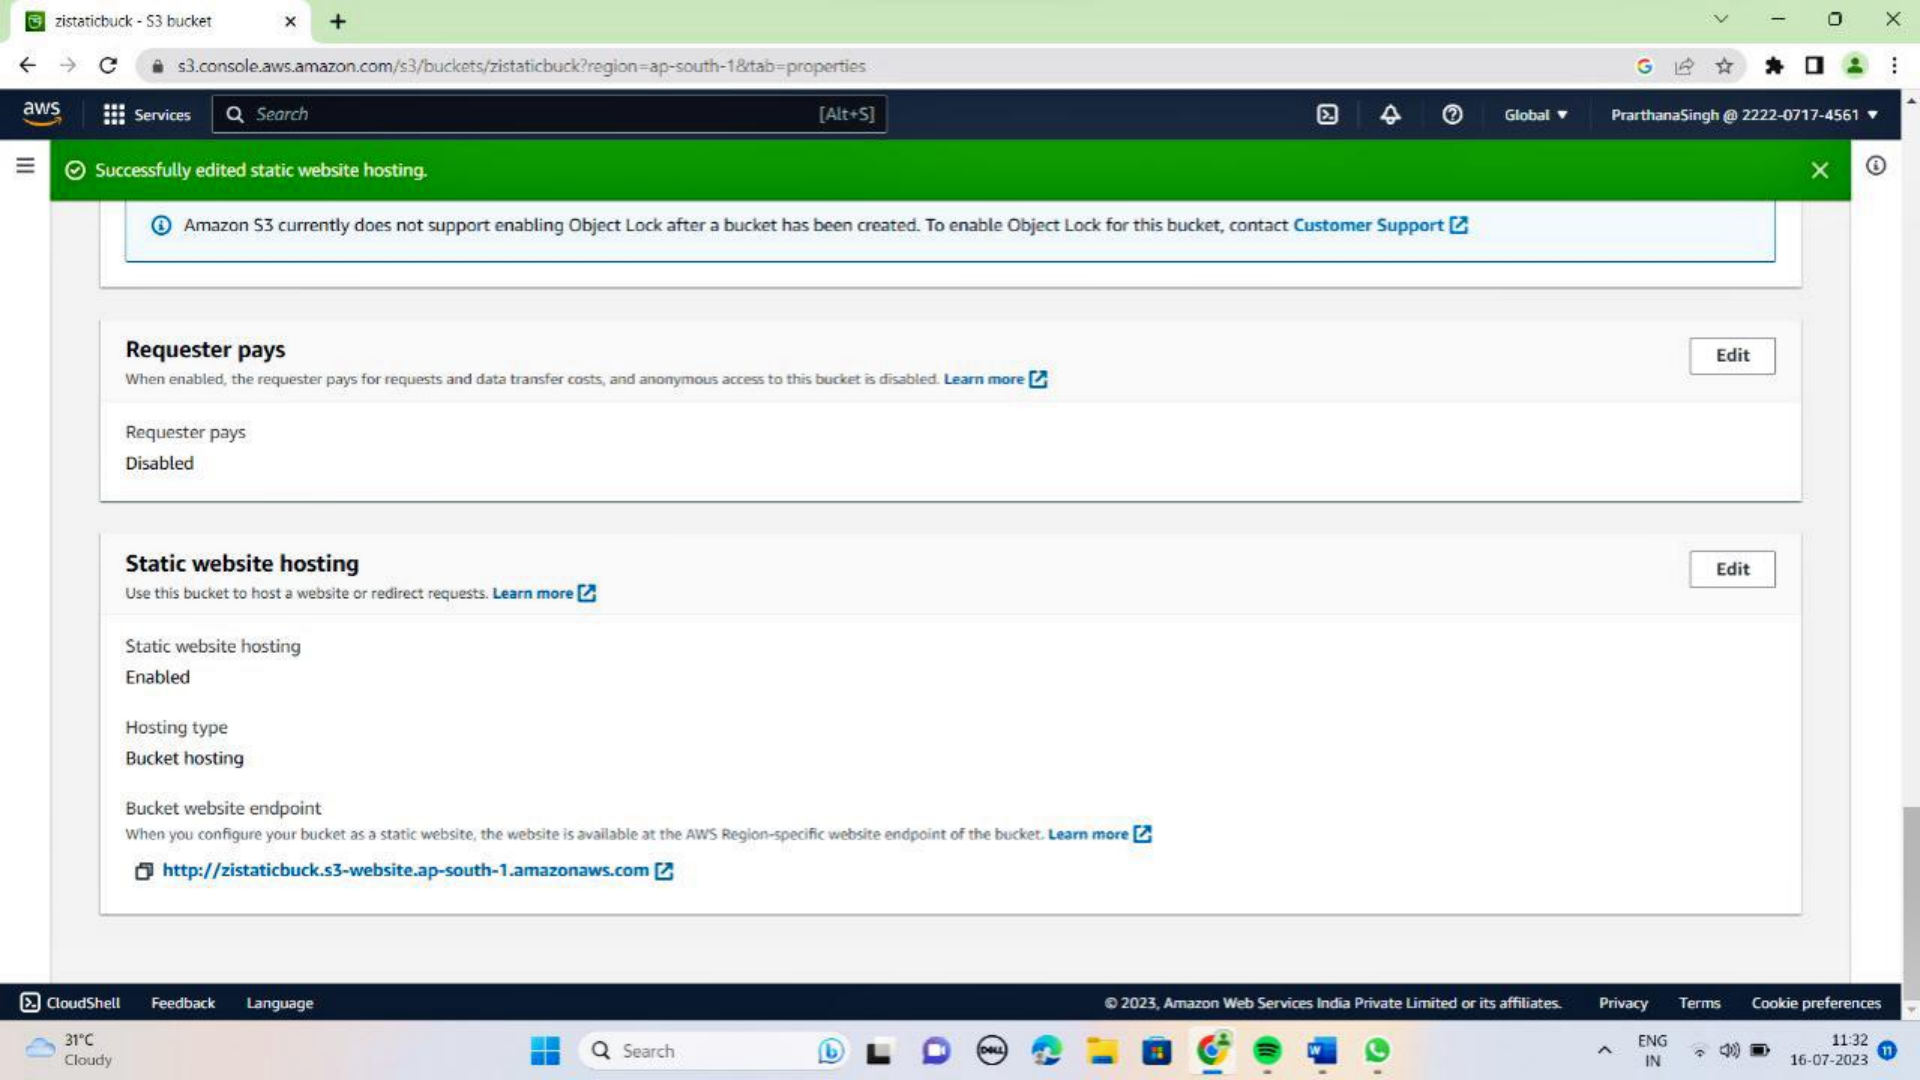 zistaticbuck - S3 bucket
s3.console.aws.amazon.com/s3/buckets/zistaticbuck?region=ap-south-1&tab=properties
aws
Services
Search
[Alt+S]
Global
PrarthanaSingh @ 2222-0717-4561
Successfully edited static website hosting.
Amazon S3 currently does not support enabling Object Lock after a bucket has been created. To enable Object Lock for this bucket, contact Customer Support
Requester pays
Edit
When enabled, the requester pays for requests and data transfer costs, and anonymous access to this bucket is disabled. Learn more
Requester pays
Disabled
Static website hosting
Edit
Use this bucket to host a website or redirect requests. Learn more
Static website hosting
Enabled
Hosting type
Bucket hosting
Bucket website endpoint
When you configure your bucket as a static website, the website is available at the AWS Region-specific website endpoint of the bucket. Learn more
http://zistaticbuck.s3-website.ap-south-1.amazonaws.com
CloudShell
Feedback
Language
© 2023, Amazon Web Services India Private Limited or its affiliates.
Privacy
Terms
Cookie preferences
31°C
Cloudy
Search
DELL
ENG
IN
11:32
16-07-2023
11